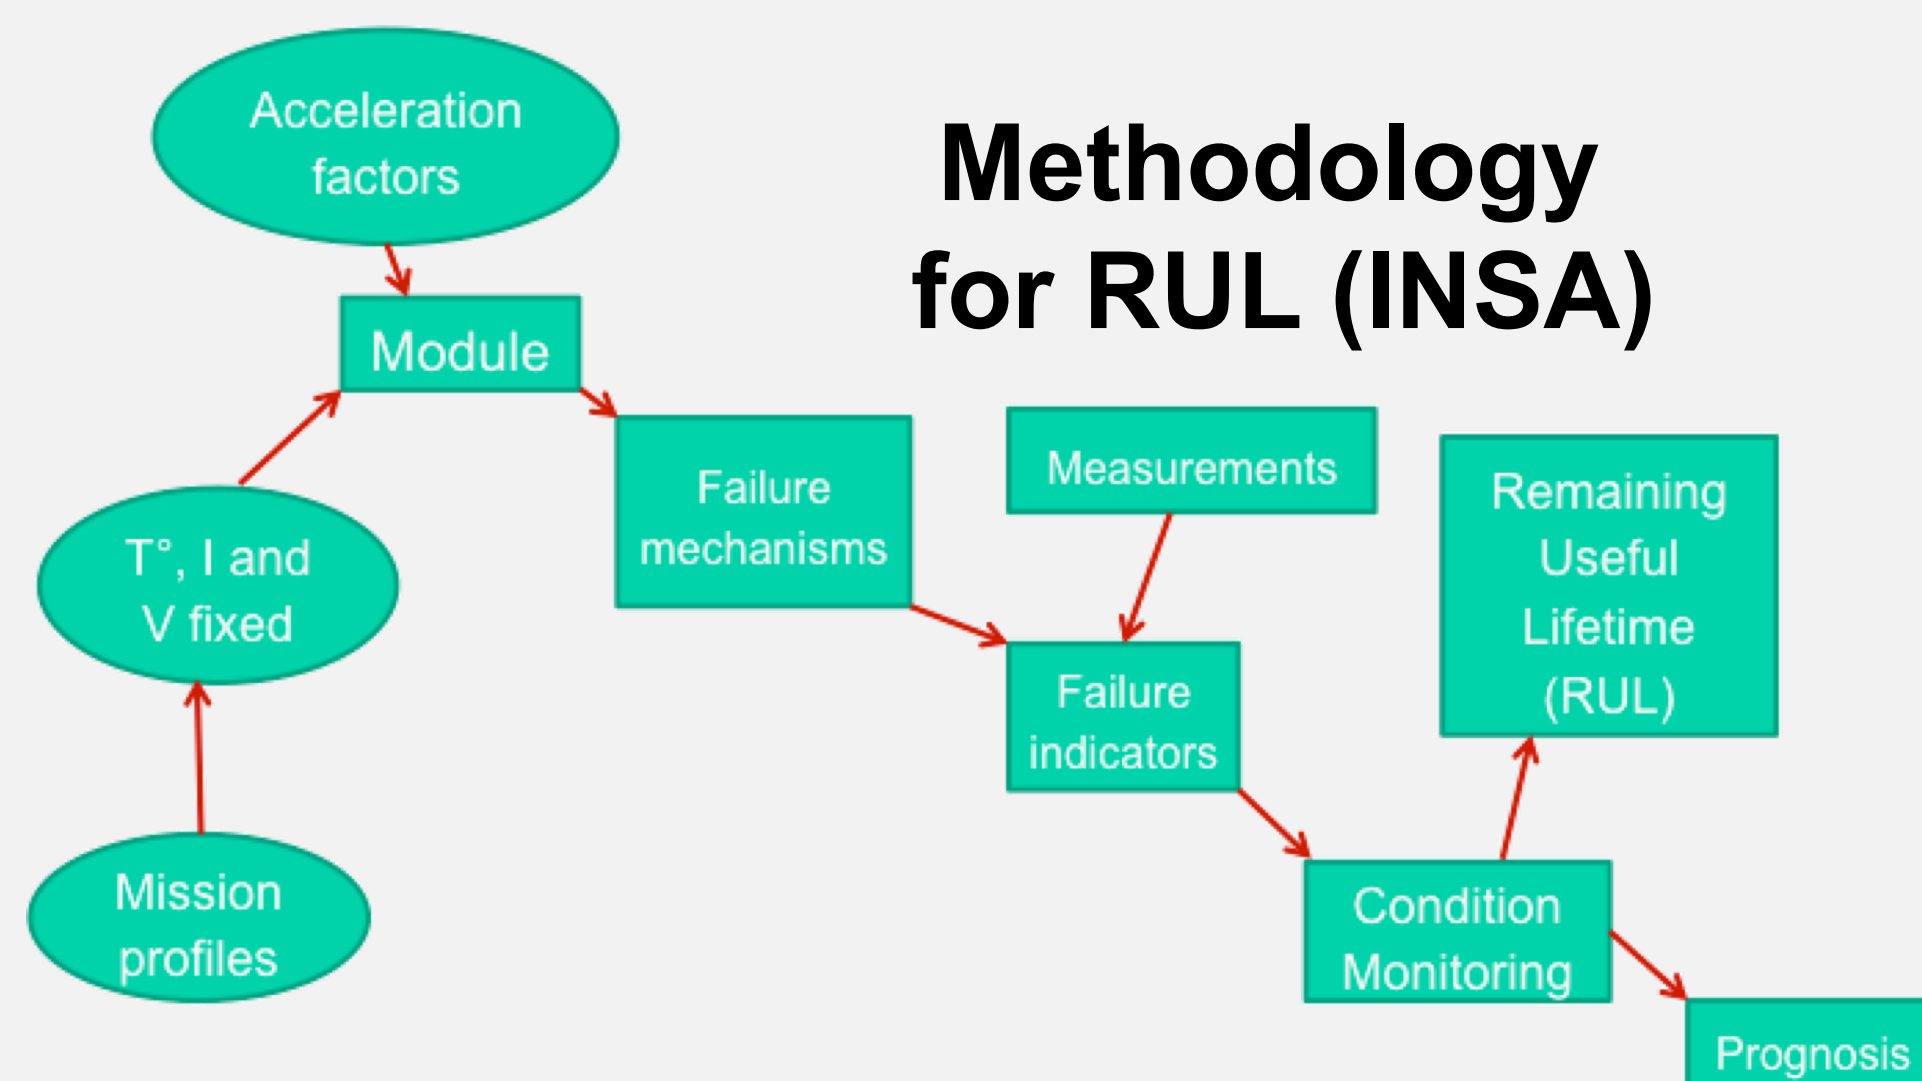 Acceleration
factors
Methodology
for RUL (INSA)
Module
Failure
mechanisms
Measurements
Remaining
Useful
Lifetime
(RUL)
T°, I and
V fixed
Failure
indicators
Mission
profiles
Condition
Monitoring
Prognosis